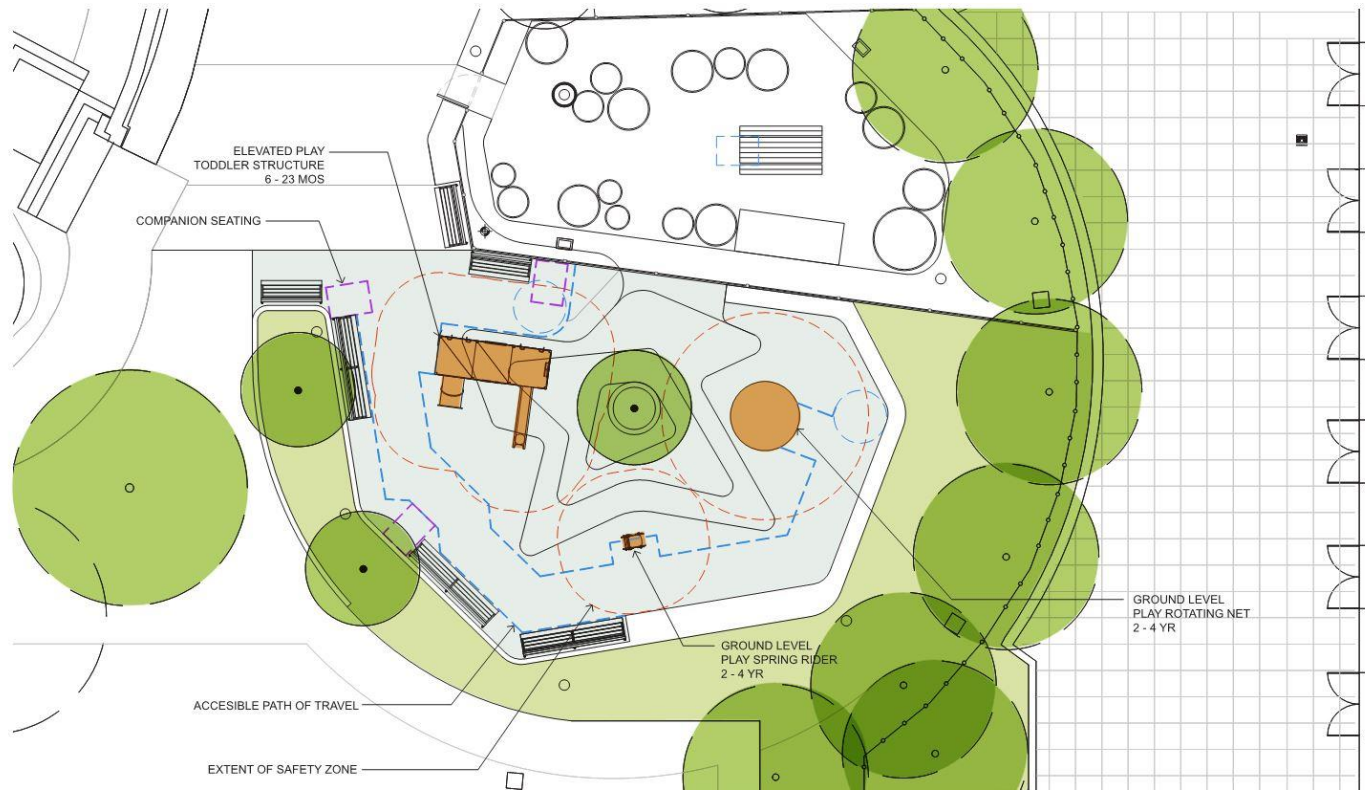 ELEVATED PLAY
TODDLER STRUCTURE
6 - 23 MOS
COMPANION SEATING
GROUND LEVEL
PLAY ROTATING NET
2 - 4 YR
GROUND LEVEL
PLAY SPRING RIDER
2 - 4 YR
ACCESIBLE PATH OF TRAVEL
EXTENT OF SAFETY ZONE